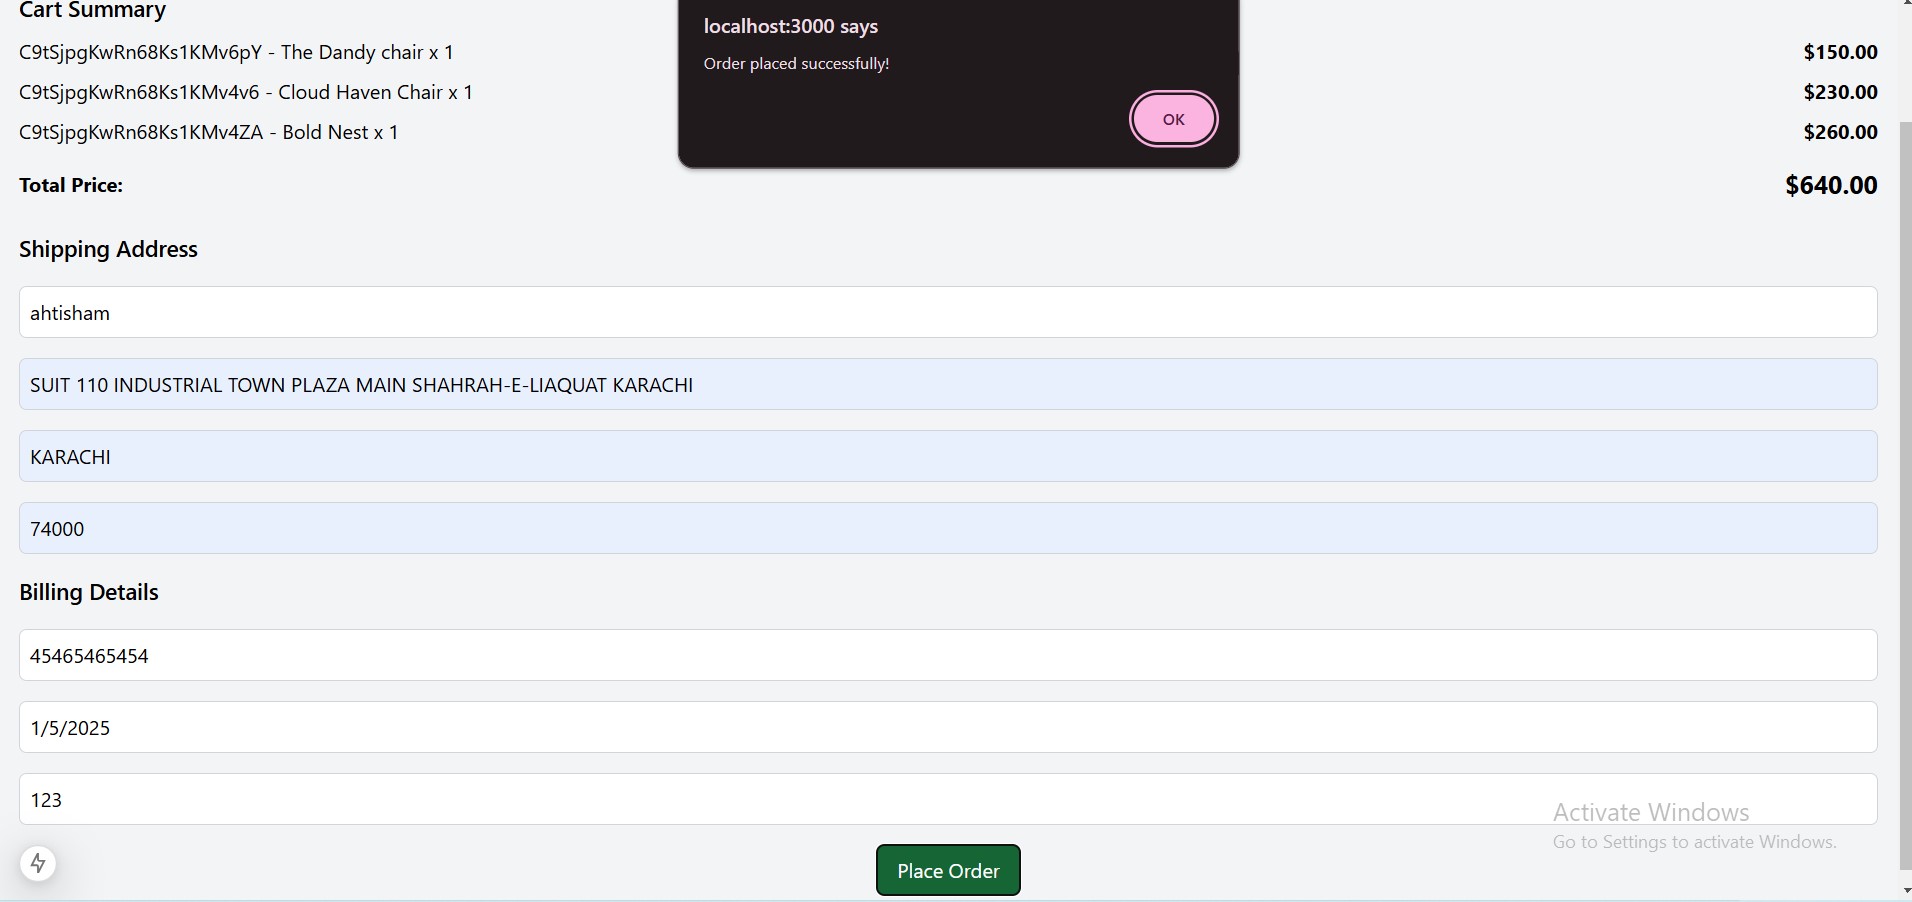 Cart Summary
localhost:3000 says
Order placed successfully!
OK
C9tSjpgKwRn68Ks1KMv6pY - The Dandy chair x 1 $150.00
C9tSjpgKwRn68Ks1KMv4v6 - Cloud Haven Chair x 1 $230.00
C9tSjpgKwRn68Ks1KMv4ZA - Bold Nest x 1 $260.00
Total Price: $640.00
Shipping Address
ahtisham
SUIT 110 INDUSTRIAL TOWN PLAZA MAIN SHAHRAH-E-LIAQUAT KARACHI
KARACHI
74000
Billing Details
45465465454
1/5/2025
123
Activate Windows
Go to Settings to activate Windows.
Place Order